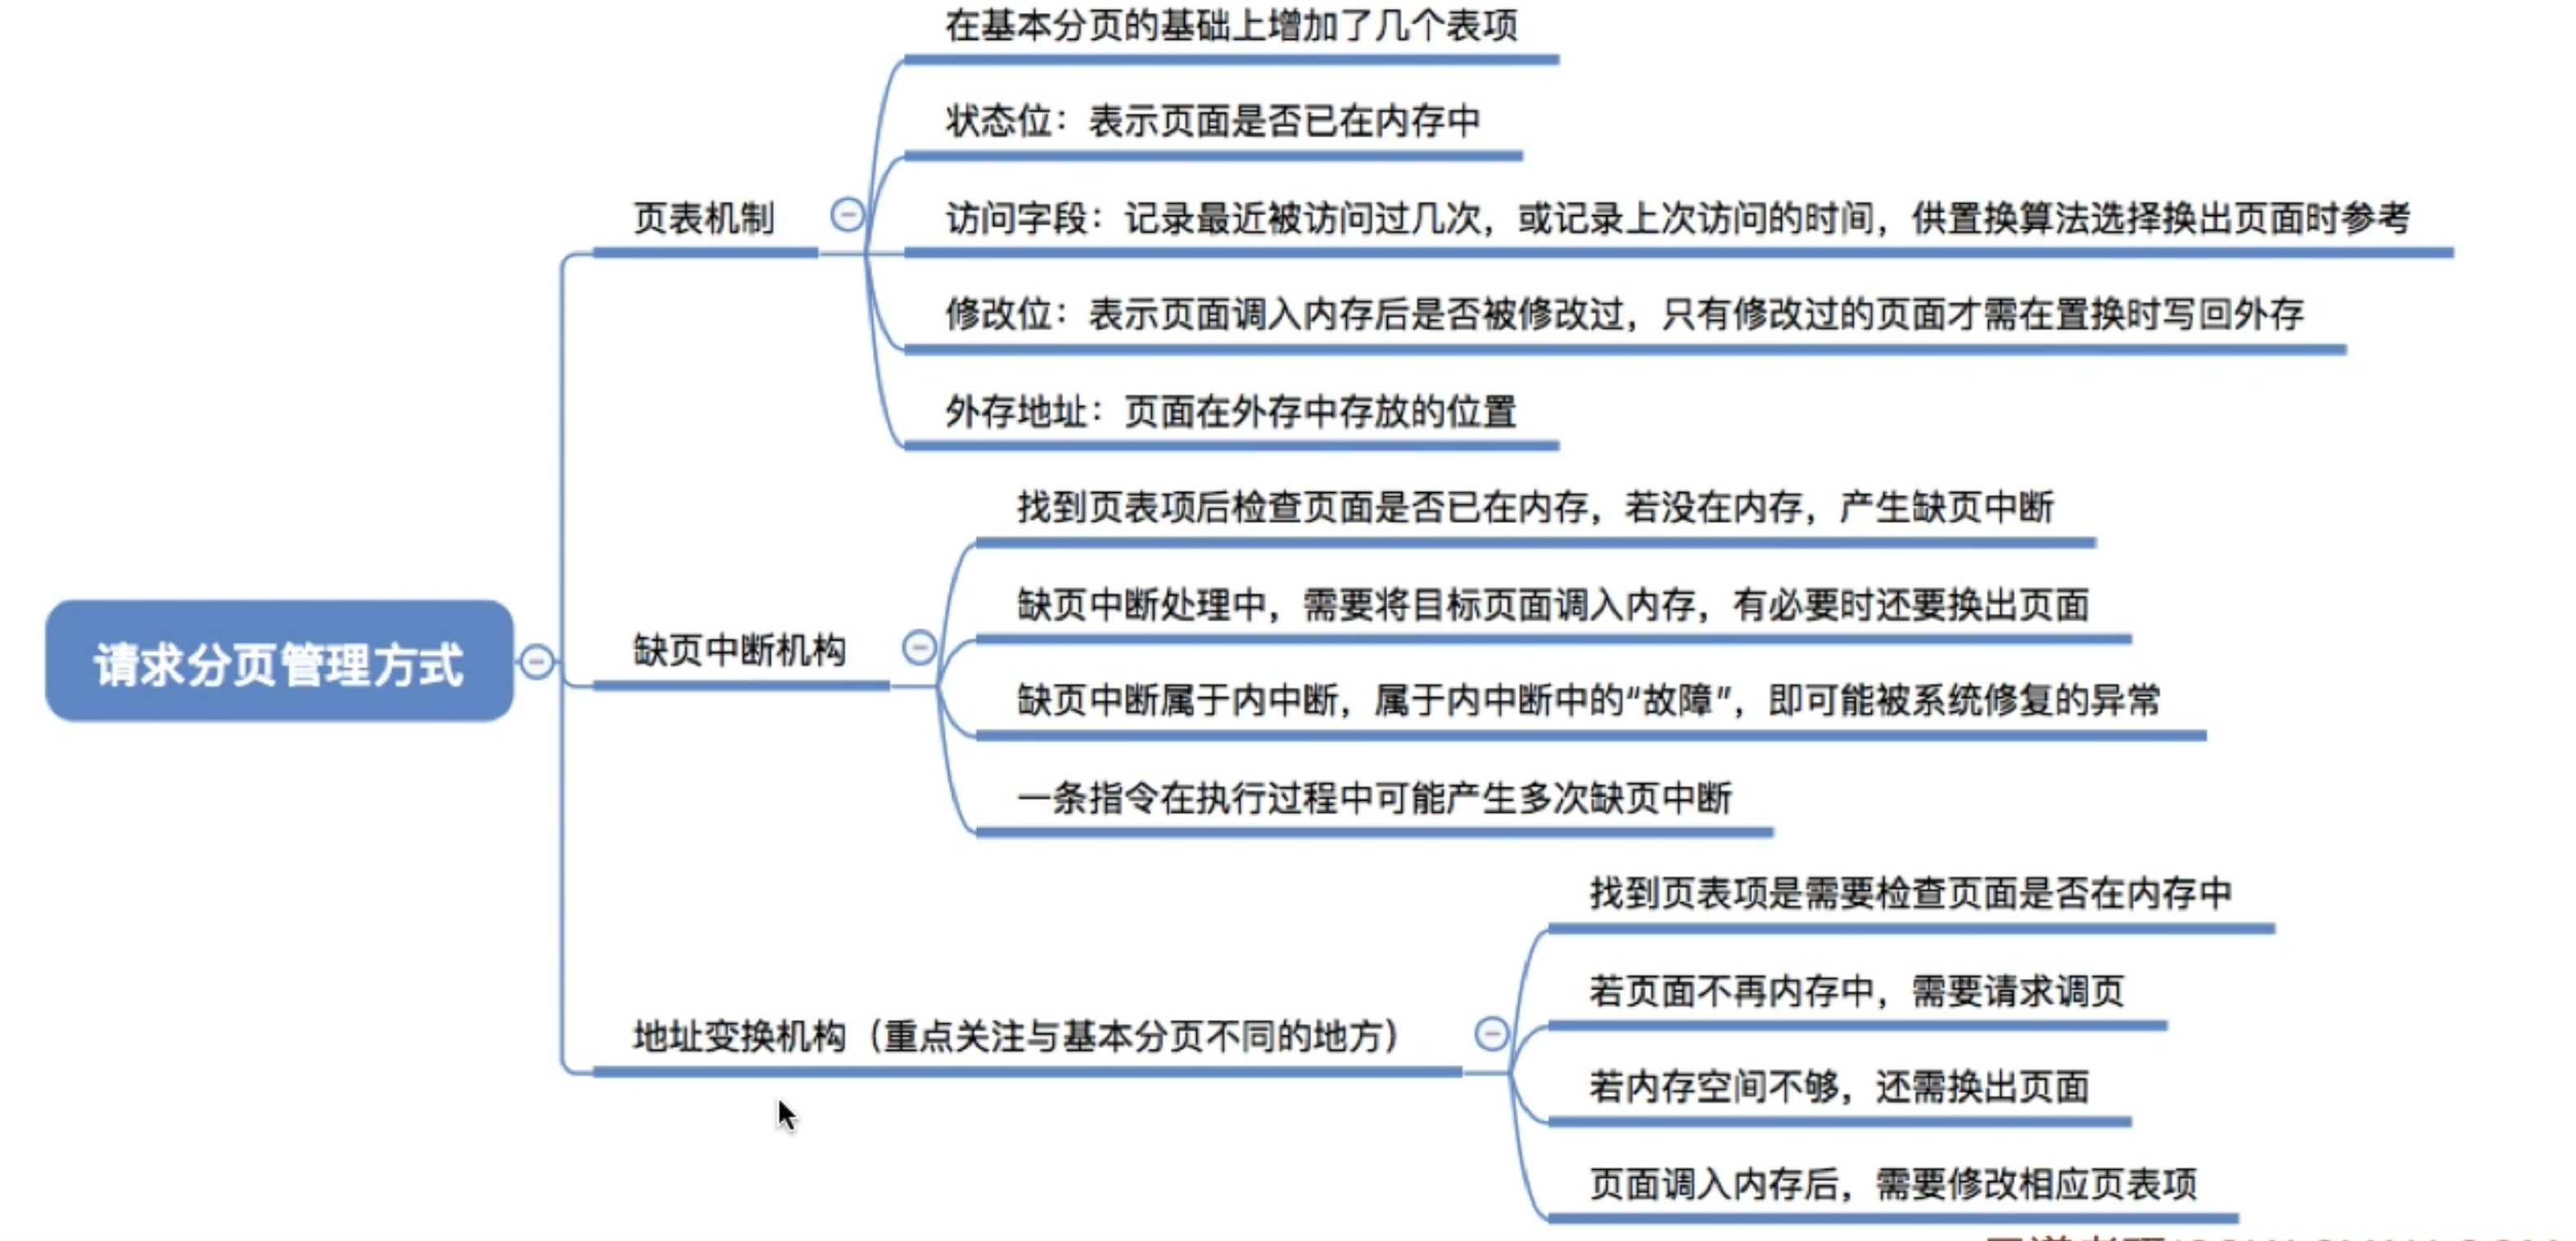 在基本分页的基础上增加了几个表项
状态位：表示页面是否已在内存中
页表机制
访问字段：记录最近被访问过几次，或记录上次访问的时间，供置换算法选择换出页面时参考
修改位：表示页面调入内存后是否被修改过，只有修改过的页面才需在置换时写回外存
外存地址：页面在外存中存放的位置
找到页表项后检查页面是否已在内存，若没在内存，产生缺页中断
缺页中断处理中，需要将目标页面调入内存，有必要时还要换出页面
请求分页管理方式
缺页中断机构
缺页中断属于内中断，属于内中断中的“故障”，即可能被系统修复的异常
一条指令在执行过程中可能产生多次缺页中断
找到页表项是需要检查页面是否在内存中
若页面不再内存中，需要请求调页
地址变换机构（重点关注与基本分页不同的地方）
若内存空间不够，还需换出页面
页面调入内存后，需要修改相应页表项